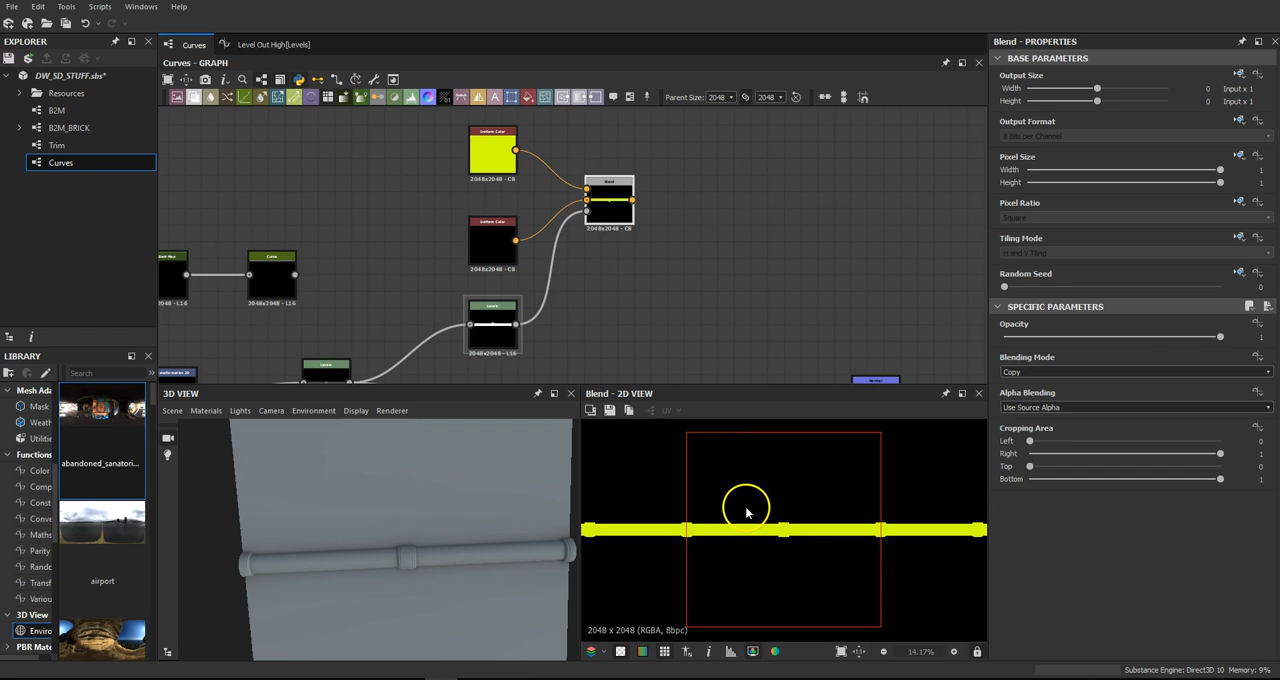 File Edit Tools Scripts Windows Help
EXPLORER
DW_SD_STUFF.sbs*
Resources
B2M
B2M_BRICK
Trim
Curves
Curves Level Out High[Levels]
Curves - GRAPH
Parent Size: 2048 2048
Uniform Color
2048x2048 - C8
Uniform Color
2048x2048 - C8
Blend
2048x2048 - C8
Curve
2048 - L16
2048x2048 - L16
Levels
2048x2048 - L16
Levels
Normal
LIBRARY
Search
Mesh Ada
Mask
Weath
Utilitie
Functions
Color
Comp
Const
Conve
Maths
Parity
Rando
Transf
Variou
3D View
Enviro
PBR Mate
abandoned_sanatori...
airport
3D VIEW
Scene Materials Lights Camera Environment Display Renderer
Blend - 2D VIEW
UV
2048 x 2048 (RGBA, 8bpc)
14.17%
Blend - PROPERTIES
BASE PARAMETERS
Output Size
Width 0 Input x 1
Height 0 Input x 1
Output Format
8 Bits per Channel
Pixel Size
Width 1
Height 1
Pixel Ratio
Square
Tiling Mode
H and V Tiling
Random Seed
0
SPECIFIC PARAMETERS
Opacity
1
Blending Mode
Copy
Alpha Blending
Use Source Alpha
Cropping Area
Left 0
Right 1
Top 0
Bottom 1
Substance Engine: Direct3D 10 Memory: 9%